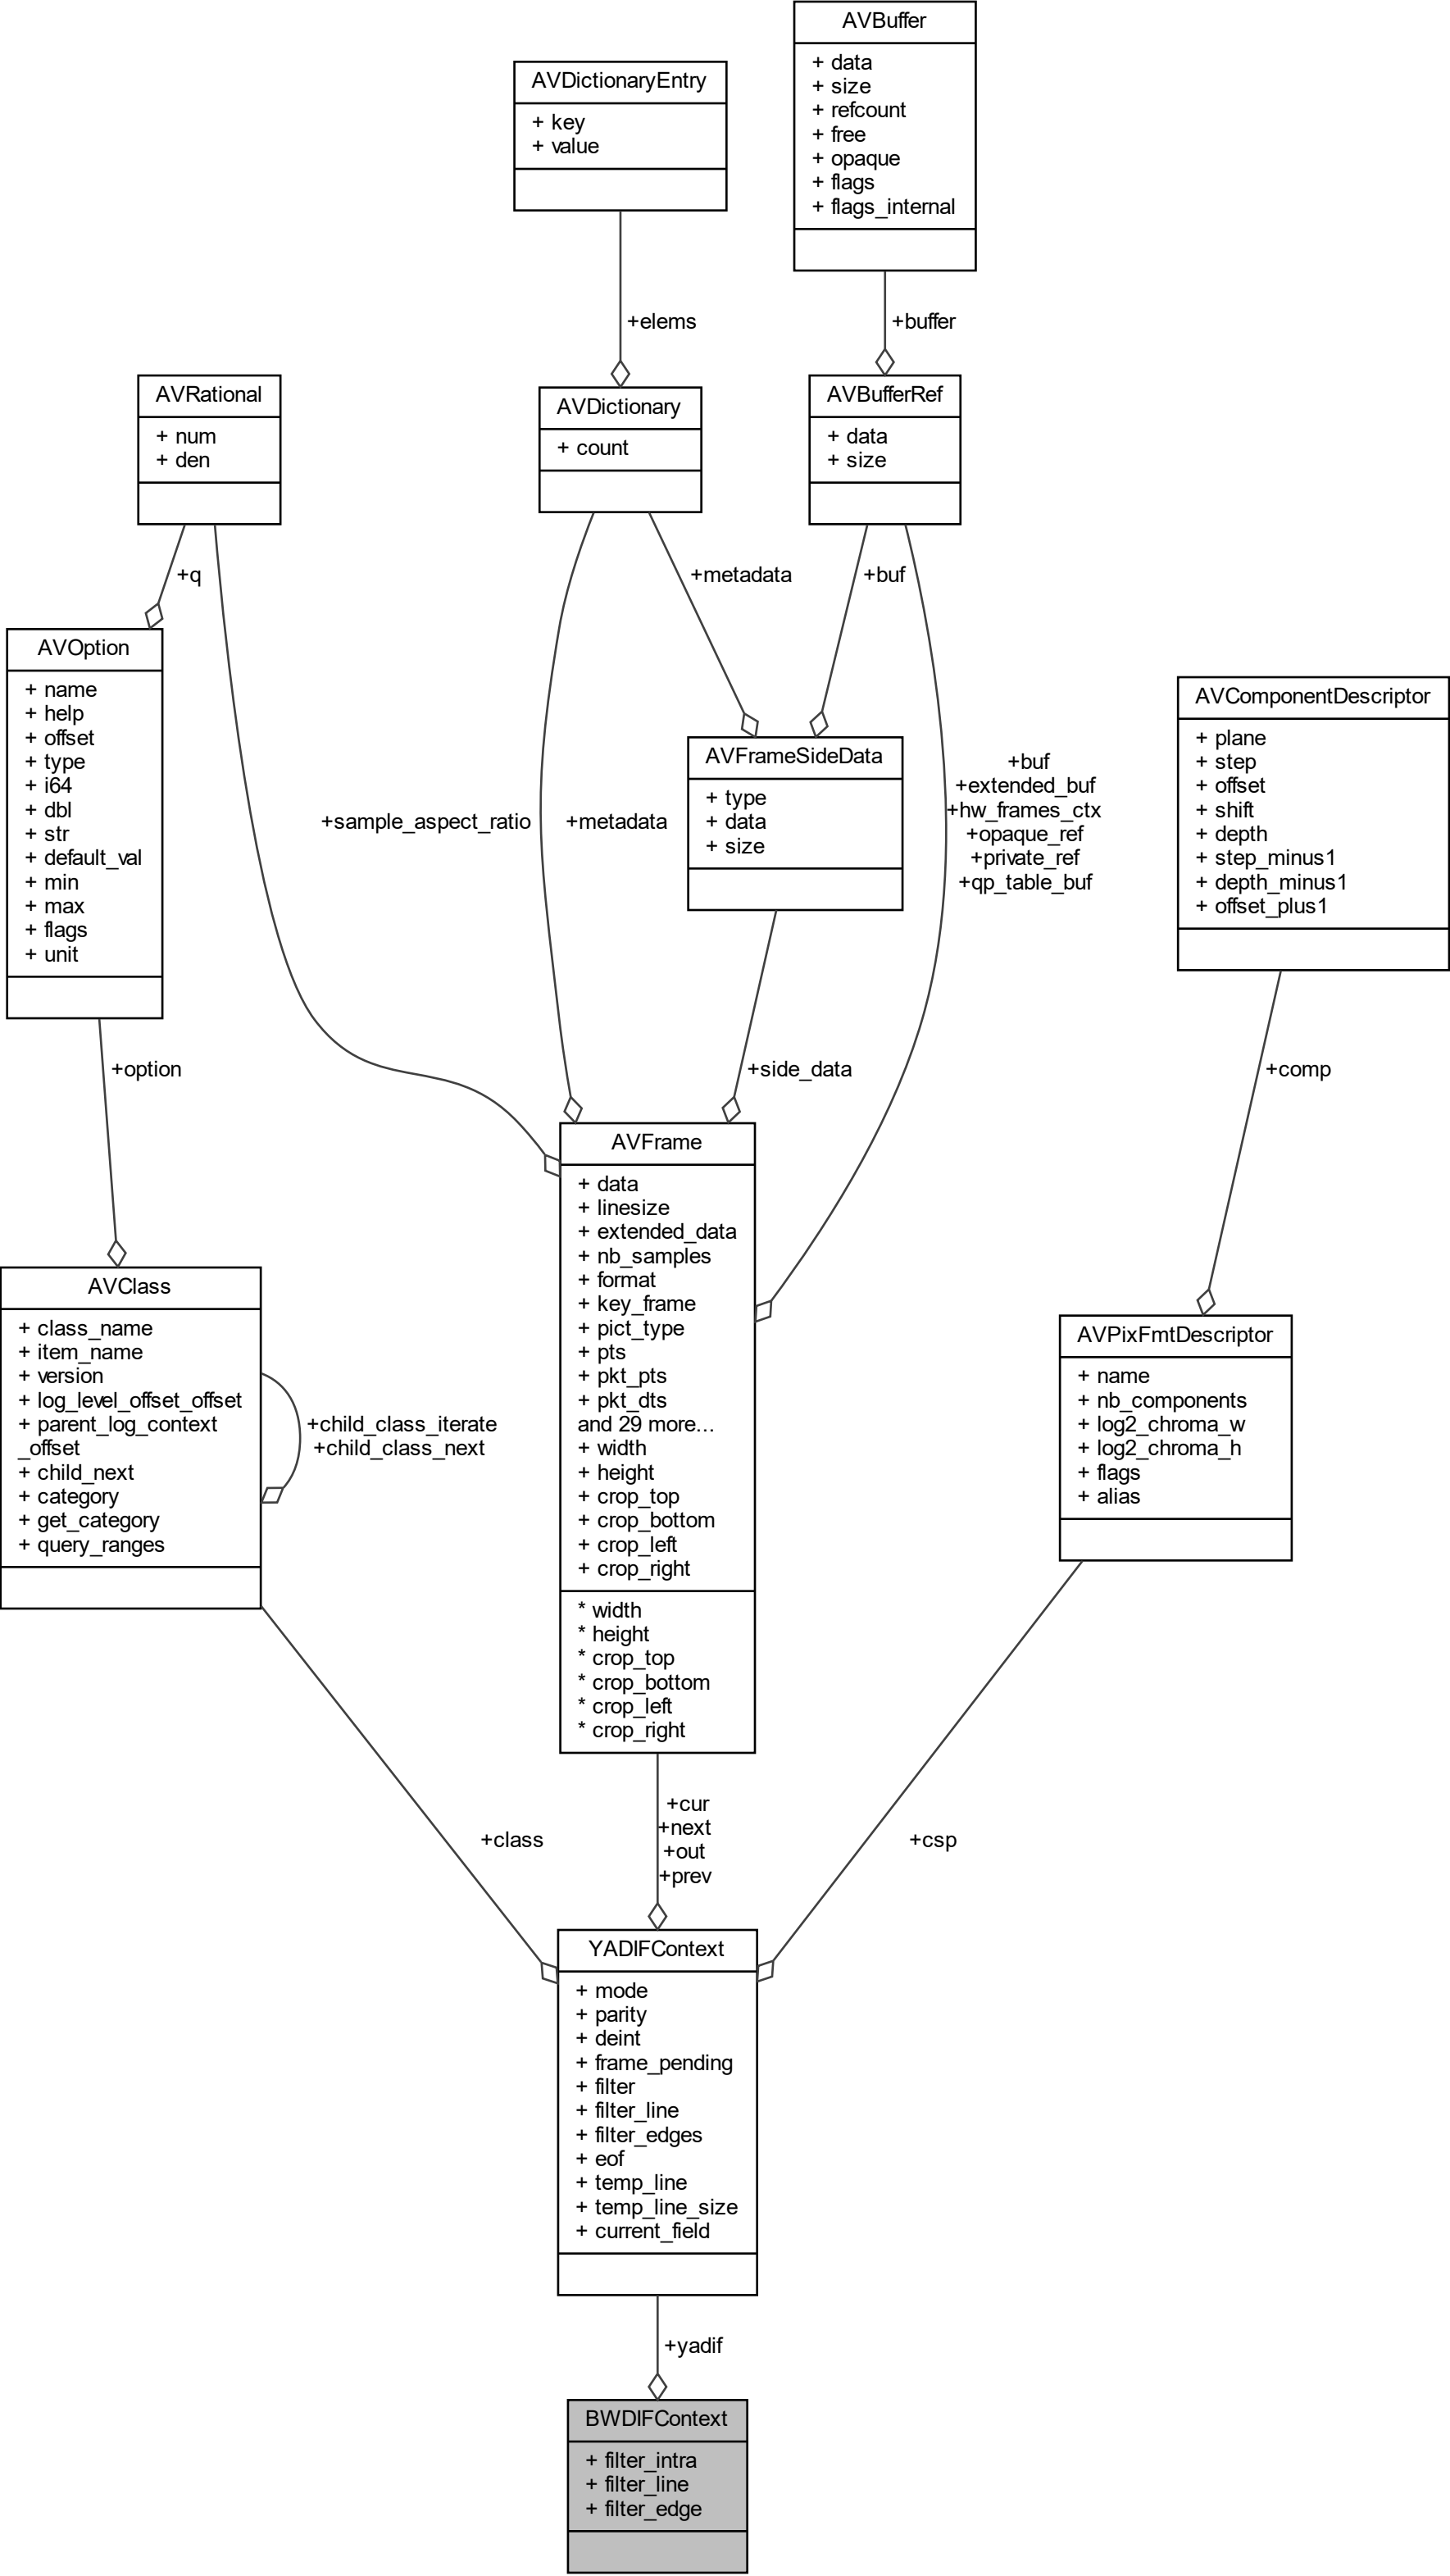 AVBuffer
+ data
+ size
+ refcount
+ free
+ opaque
+ flags
+ flags_internal
AVDictionaryEntry
+ key
+ value
+elems
+buffer
AVRational
+ num
+ den
AVDictionary
+ count
AVBufferRef
+ data
+ size
+q
+metadata
+buf
AVOption
+ name
+ help
+ offset
+ type
+ i64
+ dbl
+ str
+ default_val
+ min
+ max
+ flags
+ unit
AVComponentDescriptor
+ plane
+ step
+ offset
+ shift
+ depth
+ step_minus1
+ depth_minus1
+ offset_plus1
AVFrameSideData
+ type
+ data
+ size
+buf
+extended_buf
+hw_frames_ctx
+opaque_ref
+private_ref
+qp_table_buf
+sample_aspect_ratio
+metadata
+option
+side_data
+comp
AVFrame
+ data
+ linesize
+ extended_data
+ nb_samples
+ format
+ key_frame
+ pict_type
+ pts
+ pkt_pts
+ pkt_dts
and 29 more...
+ width
+ height
+ crop_top
+ crop_bottom
+ crop_left
+ crop_right
* width
* height
* crop_top
* crop_bottom
* crop_left
* crop_right
AVClass
+ class_name
+ item_name
+ version
+ log_level_offset_offset
+ parent_log_context
_offset
+ child_next
+ category
+ get_category
+ query_ranges
+child_class_iterate
+child_class_next
AVPixFmtDescriptor
+ name
+ nb_components
+ log2_chroma_w
+ log2_chroma_h
+ flags
+ alias
+class
+cur
+next
+out
+prev
+csp
YADIFContext
+ mode
+ parity
+ deint
+ frame_pending
+ filter
+ filter_line
+ filter_edges
+ eof
+ temp_line
+ temp_line_size
+ current_field
+yadif
BWDIFContext
+ filter_intra
+ filter_line
+ filter_edge